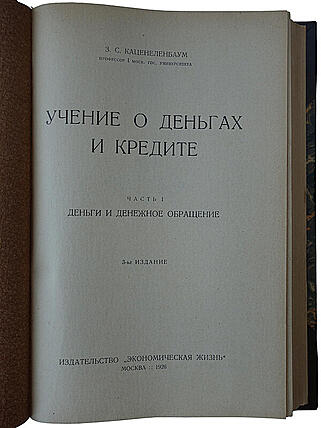 З. С. КАЦЕНЕЛЕНБАУМ
ПРОФЕССОР I МОСК. ГОС. УНИВЕРСИТЕТА
УЧЕНИЕ О ДЕНЬГАХ
И КРЕДИТЕ
ЧАСТЬ I
ДЕНЬГИ И ДЕНЕЖНОЕ ОБРАЩЕНИЕ
3-ье ИЗДАНИЕ
ИЗДАТЕЛЬСТВО „ЭКОНОМИЧЕСКАЯ ЖИЗНЬ"
МОСКВА :: 1926